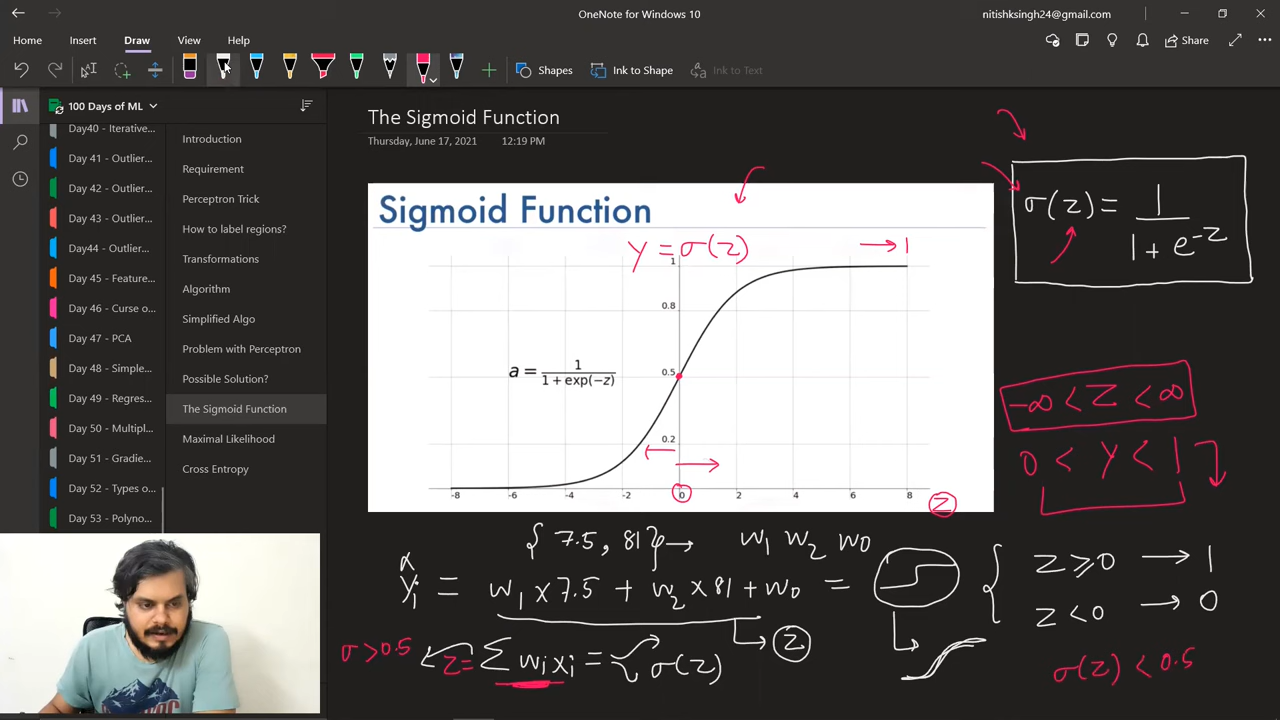 OneNote for Windows 10
nitishksingh24@gmail.com
Home Insert Draw View Help
Share
Shapes Ink to Shape Ink to Text
100 Days of ML
Day40 - Iterative...
Day 41 - Outlier...
Day 42 - Outlier...
Day 43 - Outlier...
Day44 - Outlier...
Day 45 - Feature...
Day 46 - Curse o...
Day 47 - PCA
Day 48 - Simple...
Day 49 - Regres...
Day 50 - Multipl...
Day 51 - Gradie...
Day 52 - Types o...
Day 53 - Polyno...
Introduction
Requirement
Perceptron Trick
How to label regions?
Transformations
Algorithm
Simplified Algo
Problem with Perceptron
Possible Solution?
The Sigmoid Function
Maximal Likelihood
Cross Entropy
The Sigmoid Function
Thursday, June 17, 2021 12:19 PM
Sigmoid Function
Y = σ(z) → 1
1
0.8
0.5
0.2
a = 1 / (1 + exp(−z))
-8 -6 -4 -2 0 2 4 6 8 Z
σ(z) = 1 / (1 + e^-z)
-∞ < Z < ∞
0 < Y < 1
{ 7.5, 81 } → w1 w2 w0
ŷi = w1 × 7.5 + w2 × 81 + w0 =
→ Z
{ Z ≥ 0 → 1
Z < 0 → 0
σ > 0.5 Z = Σ wi xi = σ(z)
σ(z) < 0.5